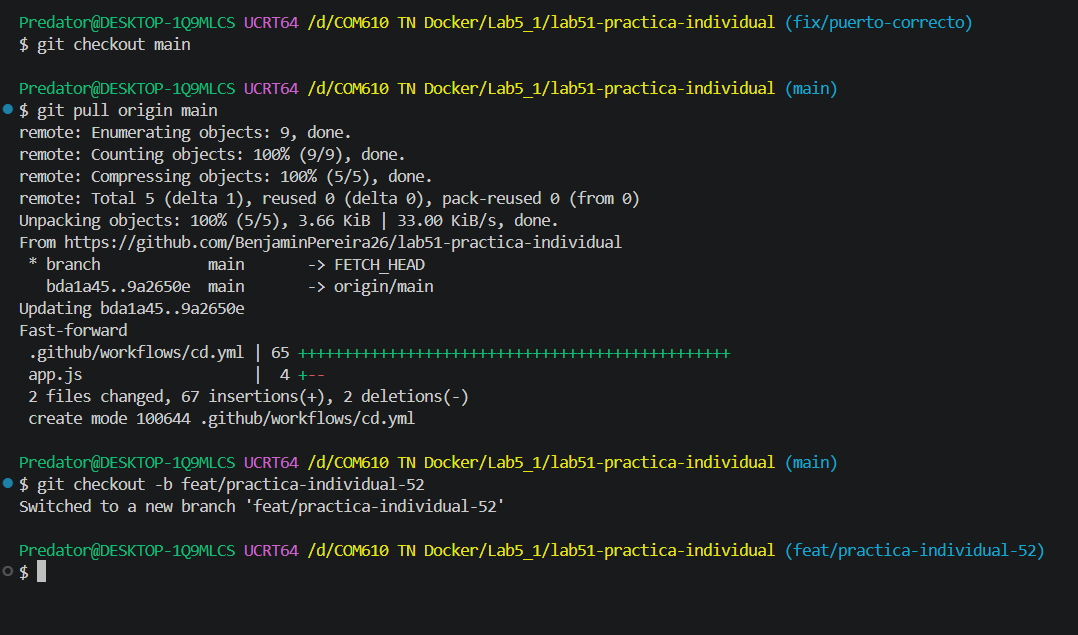 Predator@DESKTOP-1Q9MLCS UCRT64 /d/COM610 TN Docker/Lab5_1/lab51-practica-individual (fix/puerto-correcto)
$ git checkout main
Predator@DESKTOP-1Q9MLCS UCRT64 /d/COM610 TN Docker/Lab5_1/lab51-practica-individual (main)
$ git pull origin main
remote: Enumerating objects: 9, done.
remote: Counting objects: 100% (9/9), done.
remote: Compressing objects: 100% (5/5), done.
remote: Total 5 (delta 1), reused 0 (delta 0), pack-reused 0 (from 0)
Unpacking objects: 100% (5/5), 3.66 KiB | 33.00 KiB/s, done.
From https://github.com/BenjaminPereira26/lab51-practica-individual
 * branch            main       -> FETCH_HEAD
   bda1a45..9a2650e  main       -> origin/main
Updating bda1a45..9a2650e
Fast-forward
 .github/workflows/cd.yml | 65 ++++++++++++++++++++++++++++++++++++++++++++++++
 app.js                   |  4 +--
 2 files changed, 67 insertions(+), 2 deletions(-)
 create mode 100644 .github/workflows/cd.yml
Predator@DESKTOP-1Q9MLCS UCRT64 /d/COM610 TN Docker/Lab5_1/lab51-practica-individual (main)
$ git checkout -b feat/practica-individual-52
Switched to a new branch 'feat/practica-individual-52'
Predator@DESKTOP-1Q9MLCS UCRT64 /d/COM610 TN Docker/Lab5_1/lab51-practica-individual (feat/practica-individual-52)
$